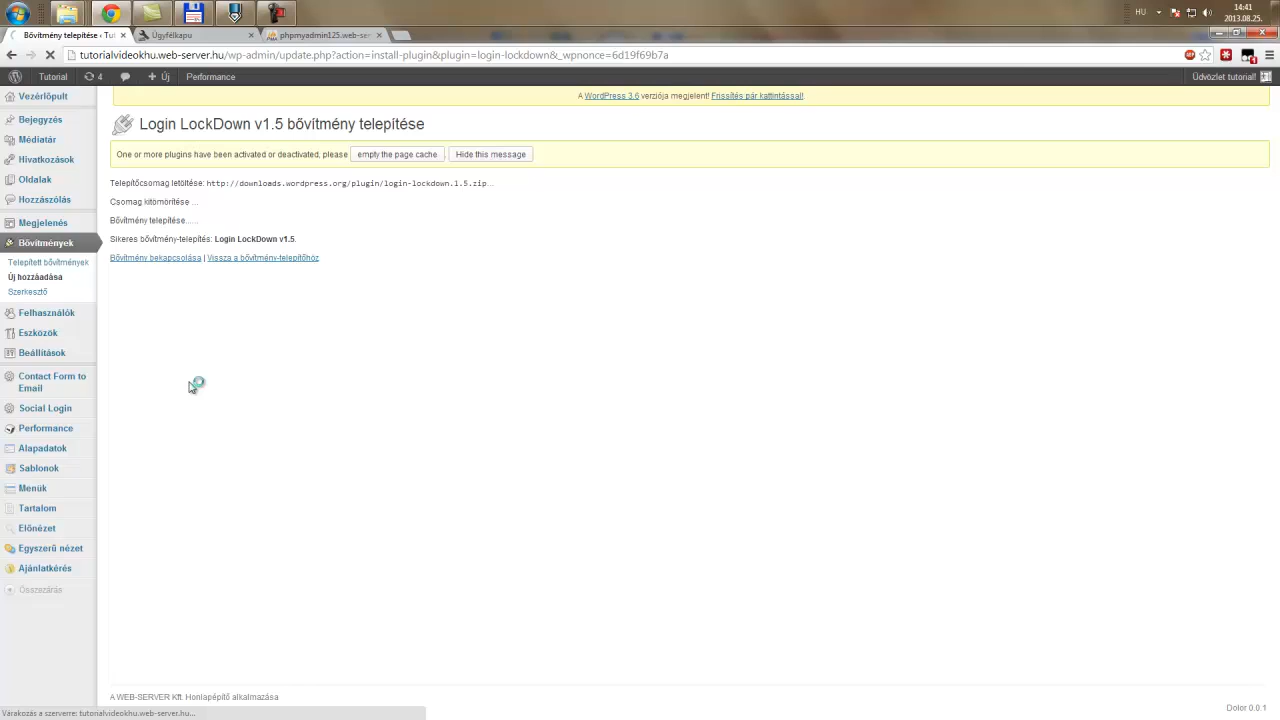 HU
14:41
2013.08.25.
Bővítmény telepítése ‹ Tut
Ügyfélkapu
phpmyadmin125.web-ser
tutorialvideokhu.web-server.hu/wp-admin/update.php?action=install-plugin&plugin=login-lockdown&_wpnonce=6d19f69b7a
Tutorial
4
Új
Performance
Üdvözlet tutorial!
Vezérlőpult
Bejegyzés
Médiatár
Hivatkozások
Oldalak
Hozzászólás
Megjelenés
Bővítmények
Telepített bővítmények
Új hozzáadása
Szerkesztő
Felhasználók
Eszközök
Beállítások
Contact Form to
Email
Social Login
Performance
Alapadatok
Sablonok
Menük
Tartalom
Előnézet
Egyszerű nézet
Ajánlatkérés
Összezárás
A WordPress 3.6 verziója megjelent! Frissítés pár kattintással!
Login LockDown v1.5 bővítmény telepítése
One or more plugins have been activated or deactivated, please empty the page cache. Hide this message
Telepítőcsomag letöltése: http://downloads.wordpress.org/plugin/login-lockdown.1.5.zip…
Csomag kitömörítése …
Bővítmény telepítése……
Sikeres bővítmény-telepítés: Login LockDown v1.5.
Bővítmény bekapcsolása | Vissza a bővítmény-telepítőhöz
A WEB-SERVER Kft. Honlapépítő alkalmazása
Dolor 0.0.1
Várakozás a szerverre: tutorialvideokhu.web-server.hu...